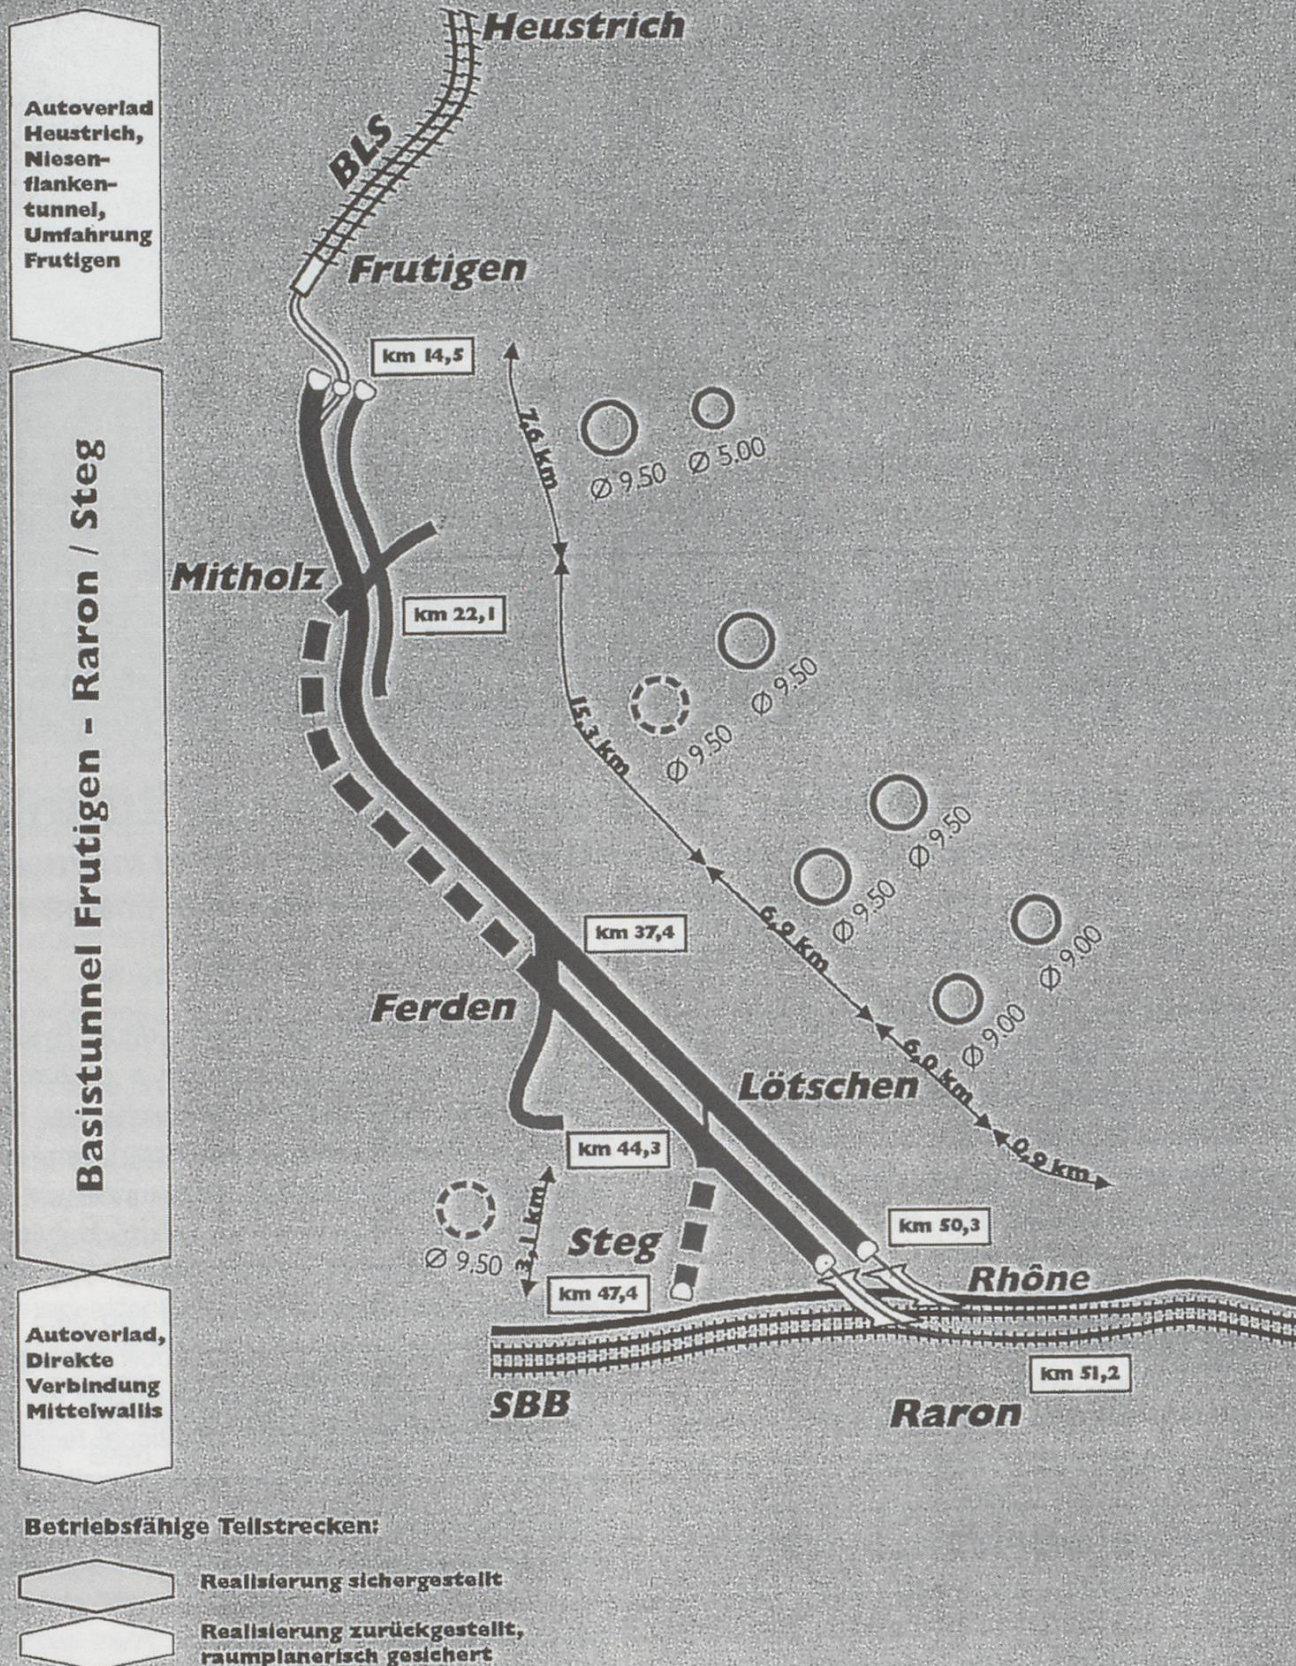 Heustrich
Autoverlad
Heustrich,
Niesen-
flanken-
tunnel,
Umfahrung
Frutigen
BLS
Frutigen
km 14,5
7,6 km
Ø 9.50
Ø 5.00
Basistunnel Frutigen - Raron / Steg
Mitholz
km 22,1
15,3 km
Ø 9.50
Ø 9.50
km 37,4
6,9 km
Ø 9.50
Ø 9.50
Ferden
Lötschen
6,0 km
Ø 9.00
Ø 9.00
km 44,3
0,9 km
Ø 9.50
3,1 km
Steg
km 47,4
km 50,3
Rhône
km 51,2
SBB
Raron
Autoverlad,
Direkte
Verbindung
Mittelwallis
Betriebsfähige Teilstrecken:
Realisierung sichergestellt
Realisierung zurückgestellt,
raumplanerisch gesichert